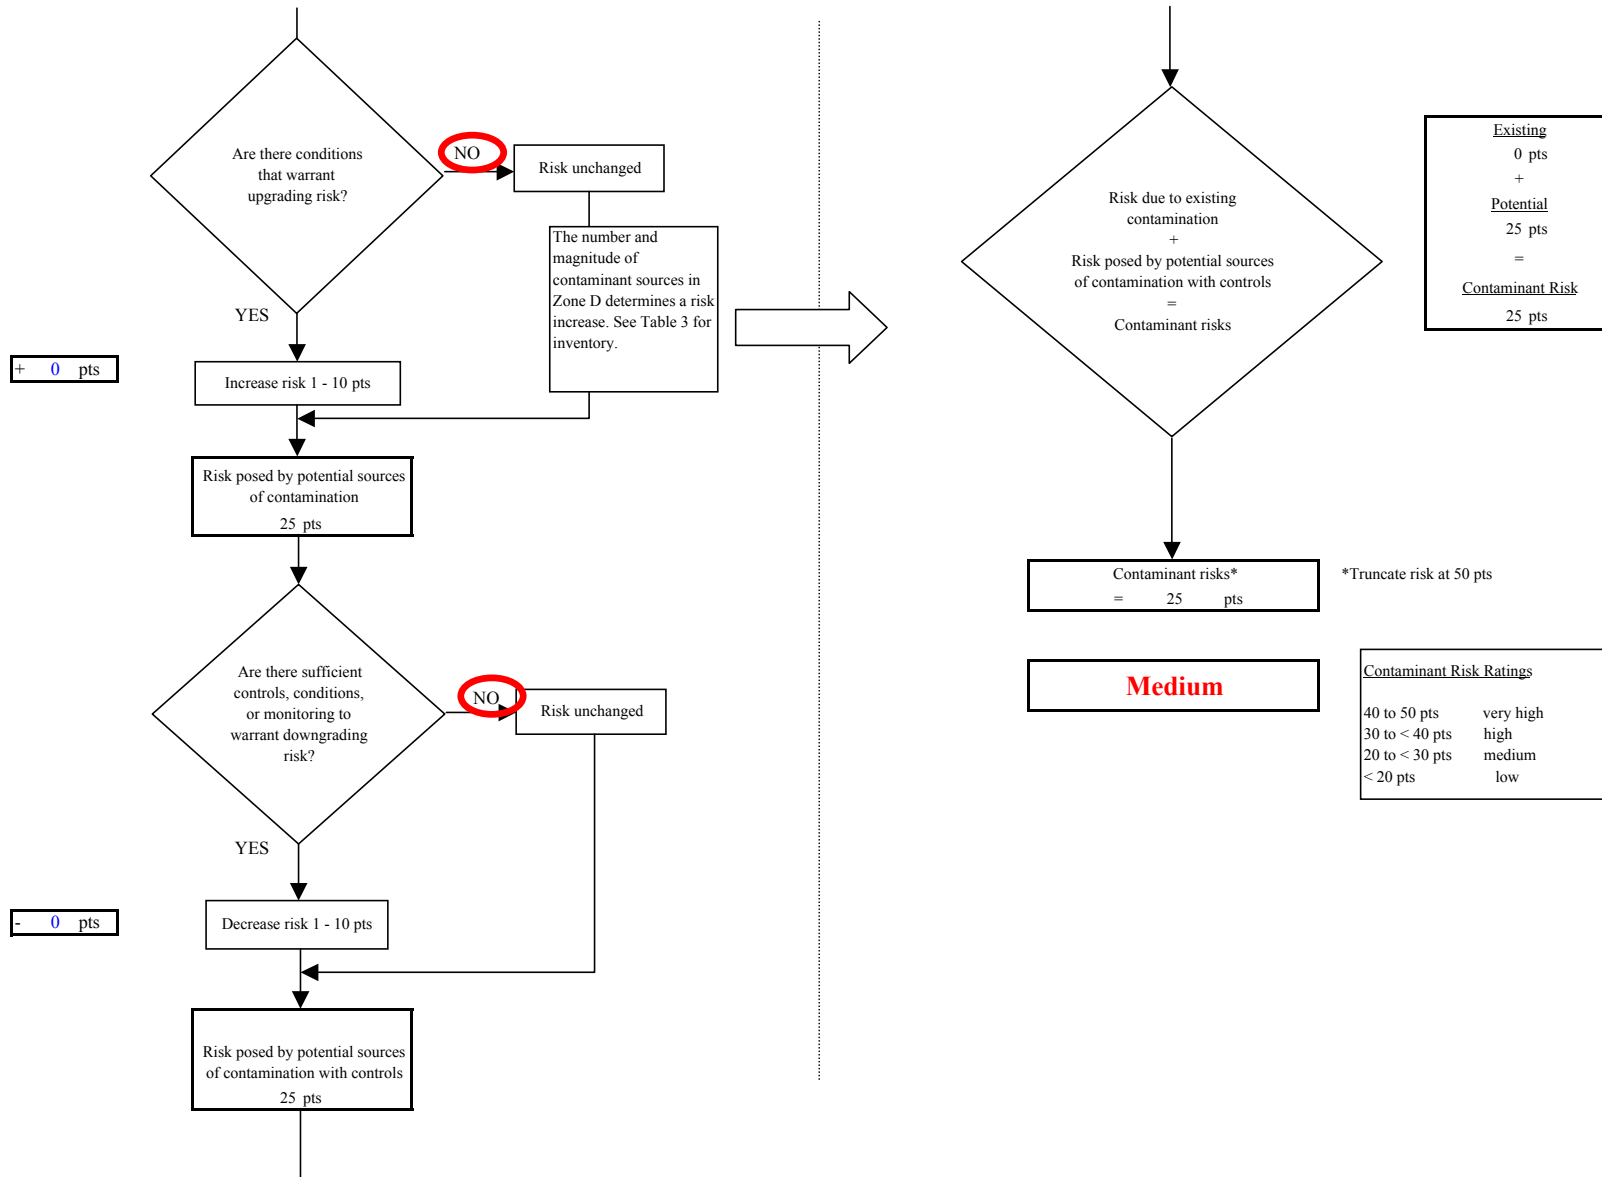 Are there conditions
that warrant
upgrading risk?
NO
Risk unchanged
The number and
magnitude of
contaminant sources in
Zone D determines a risk
increase. See Table 3 for
inventory.
YES
+ 0 pts
Increase risk 1 - 10 pts
Risk posed by potential sources
of contamination
25 pts
Are there sufficient
controls, conditions,
or monitoring to
warrant downgrading
risk?
NO
Risk unchanged
YES
- 0 pts
Decrease risk 1 - 10 pts
Risk posed by potential sources
of contamination with controls
25 pts
Risk due to existing
contamination
+
Risk posed by potential sources
of contamination with controls
=
Contaminant risks
Existing
0 pts
+
Potential
25 pts
=
Contaminant Risk
25 pts
Contaminant risks*
= 25 pts
*Truncate risk at 50 pts
Medium
Contaminant Risk Ratings
40 to 50 pts very high
30 to < 40 pts high
20 to < 30 pts medium
< 20 pts low